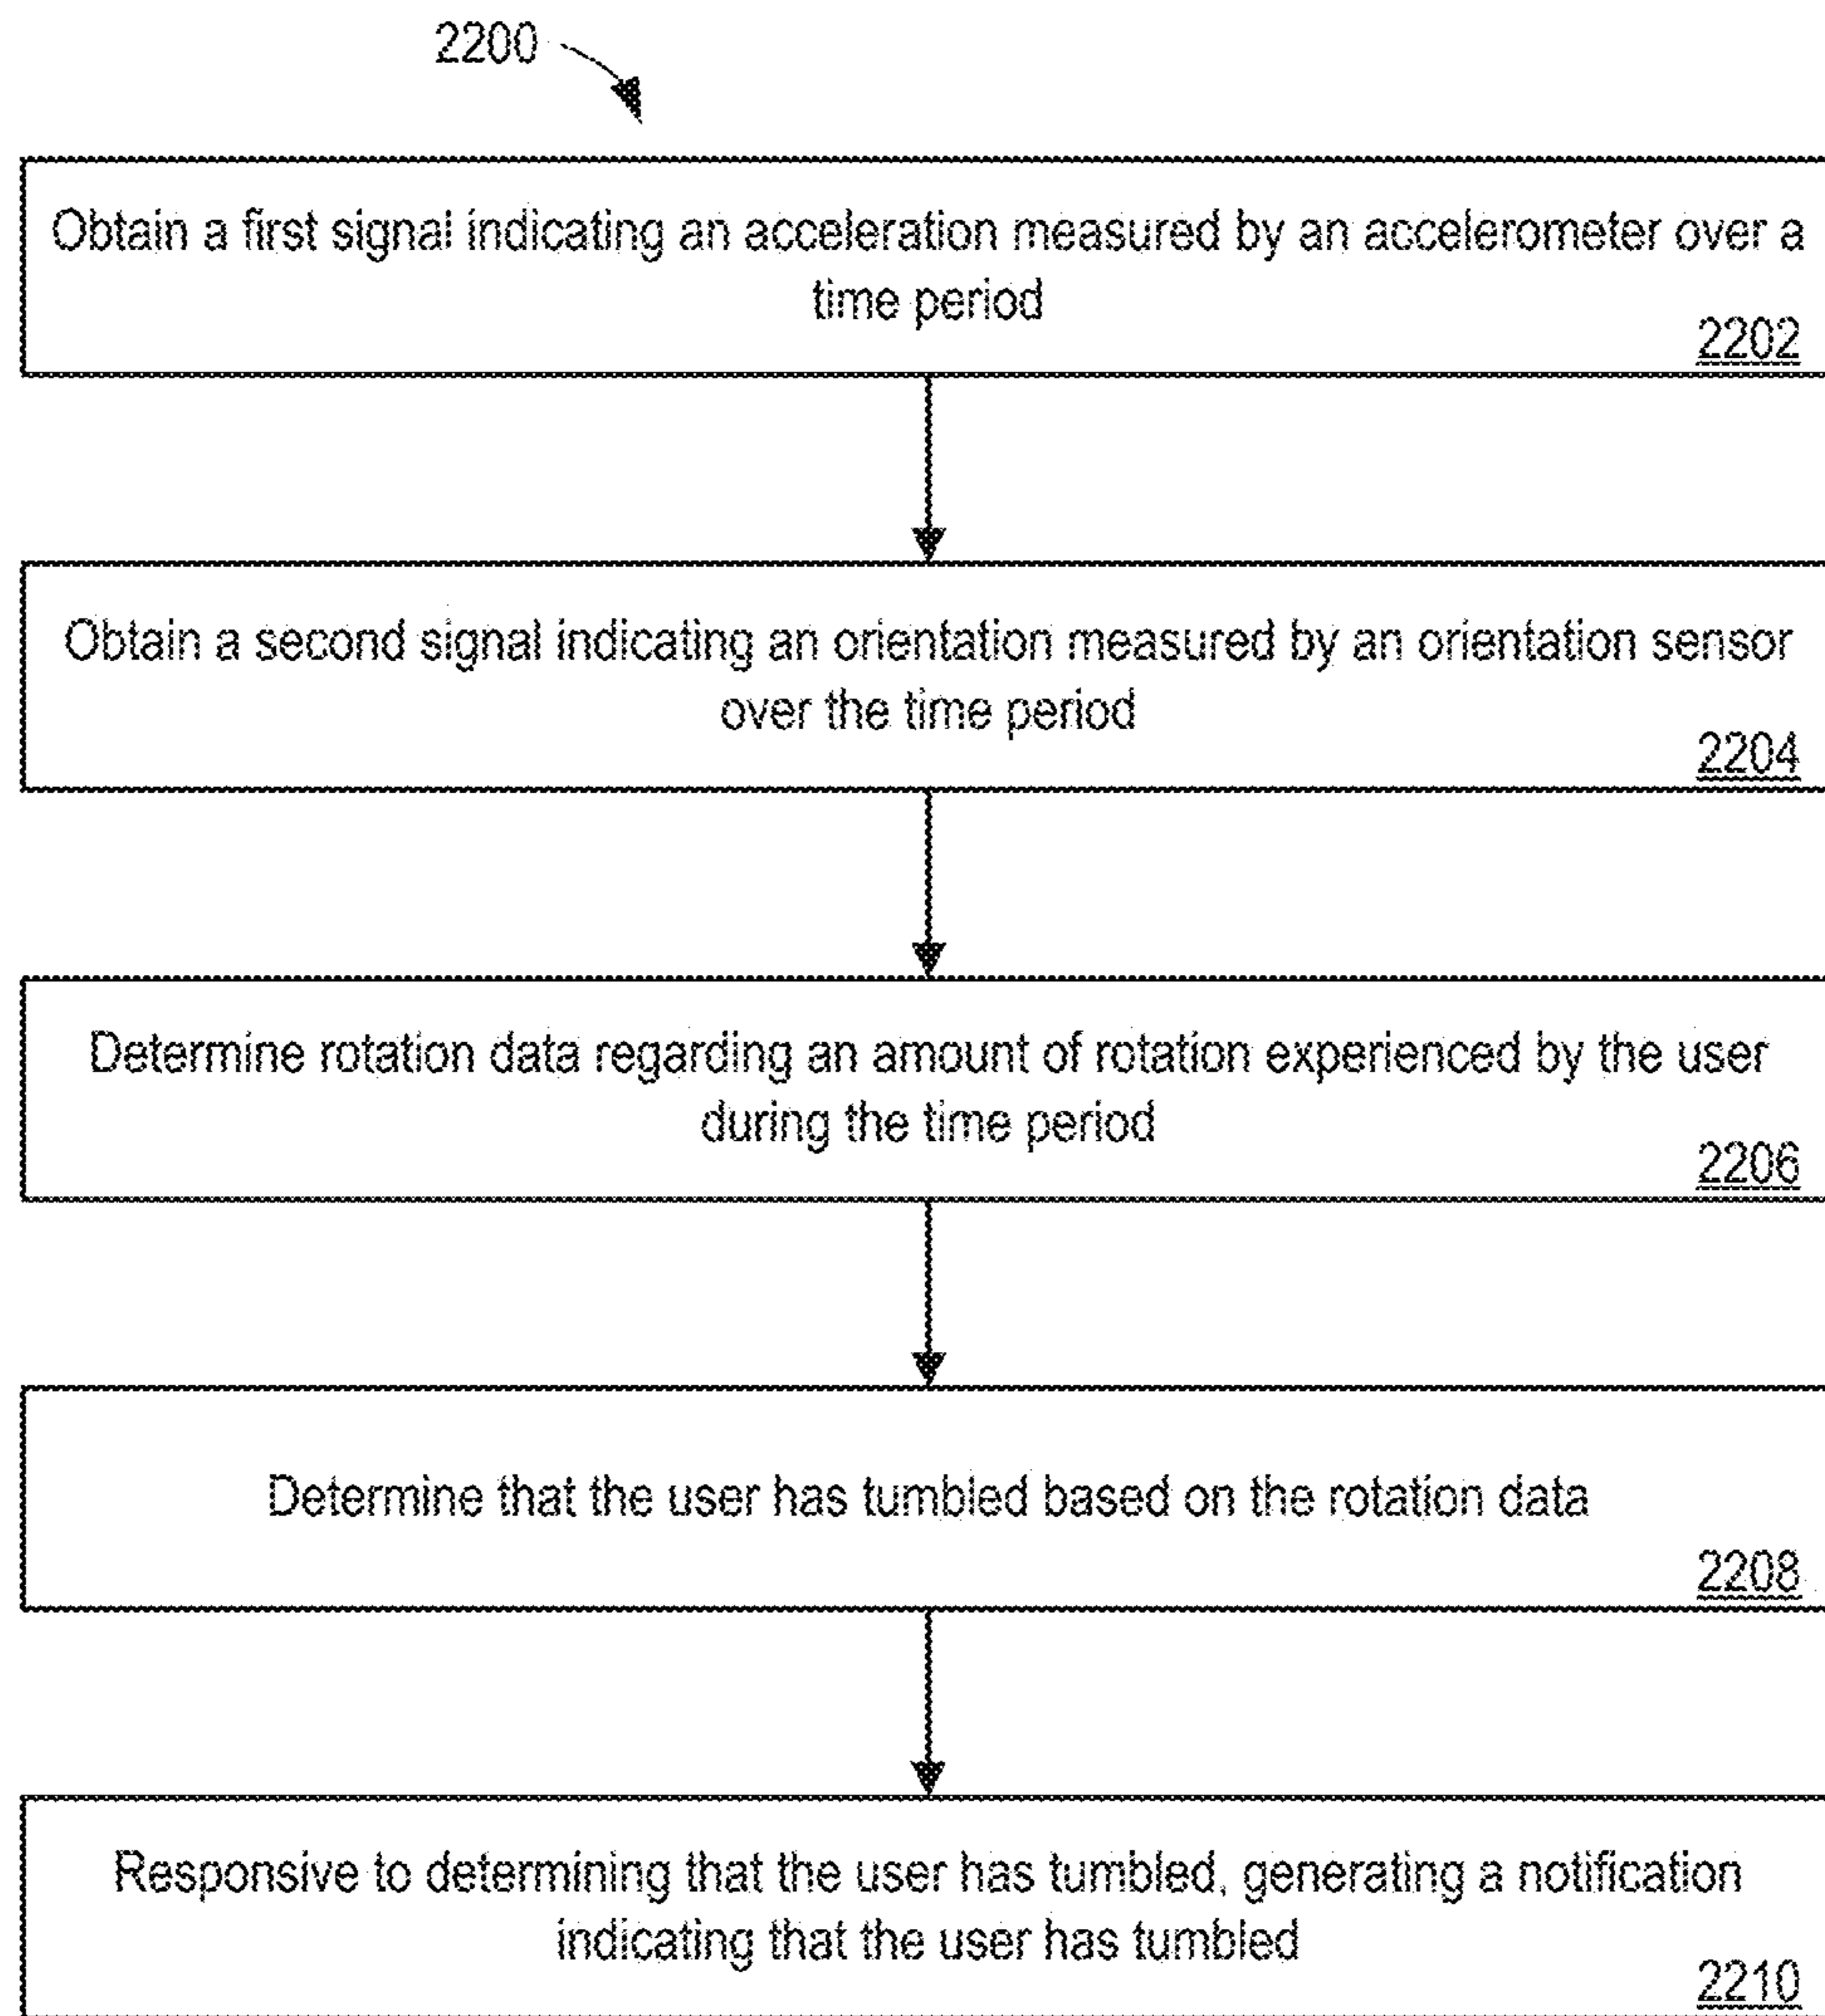 2200
Obtain a first signal indicating an acceleration measured by an accelerometer over a
time period
2202
Obtain a second signal indicating an orientation measured by an orientation sensor
over the time period
2204
Determine rotation data regarding an amount of rotation experienced by the user
during the time period
2206
Determine that the user has tumbled based on the rotation data
2208
Responsive to determining that the user has tumbled, generating a notification
indicating that the user has tumbled
2210